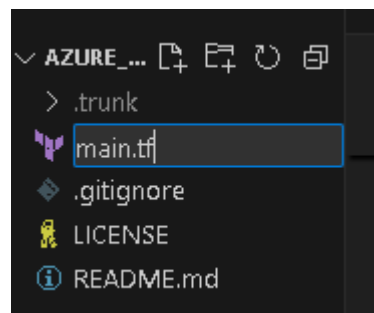 AZURE_...
.trunk
main.tf
.gitignore
LICENSE
README.md